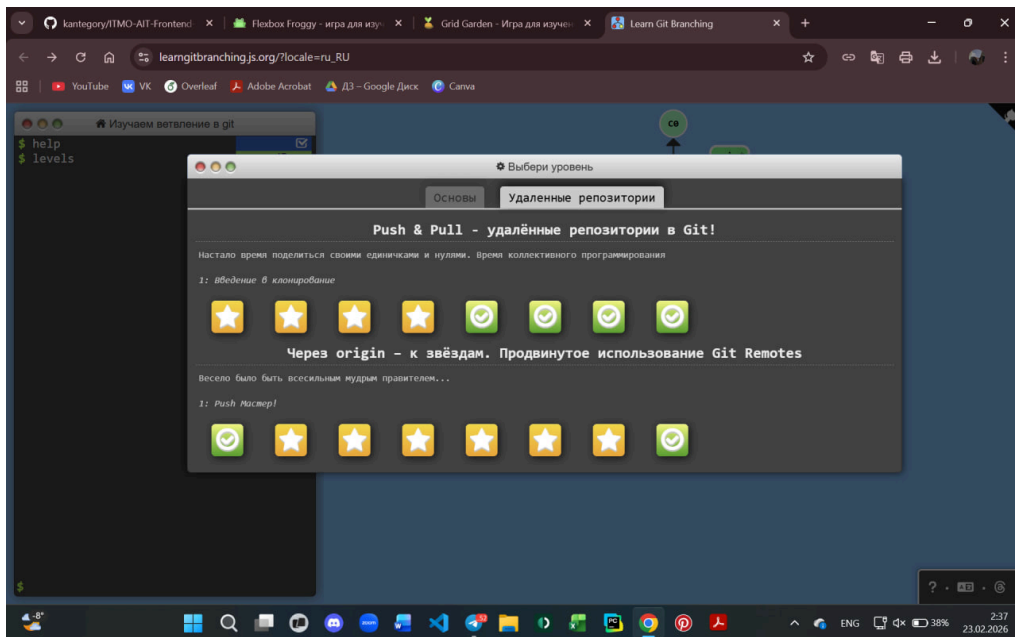 kantegory/ITMO-AIT-Frontend
Flexbox Froggy - игра для изу
Grid Garden - Игра для изучен
Learn Git Branching
learngitbranching.js.org/?locale=ru_RU
YouTube
VK
Overleaf
Adobe Acrobat
ДЗ – Google Диск
Canva
Изучаем ветвление в git
$ help
$ levels
c0
Выбери уровень
Основы
Удаленные репозитории
Push & Pull - удалённые репозитории в Git!
Настало время поделиться своими единичками и нулями. Время коллективного программирования
1: Введение в клонирование
Через origin – к звёздам. Продвинутое использование Git Remotes
Весело было быть всесильным мудрым правителем...
1: Push Мастер!
$
-8°
zoom
ENG
38%
2:37
23.02.2026